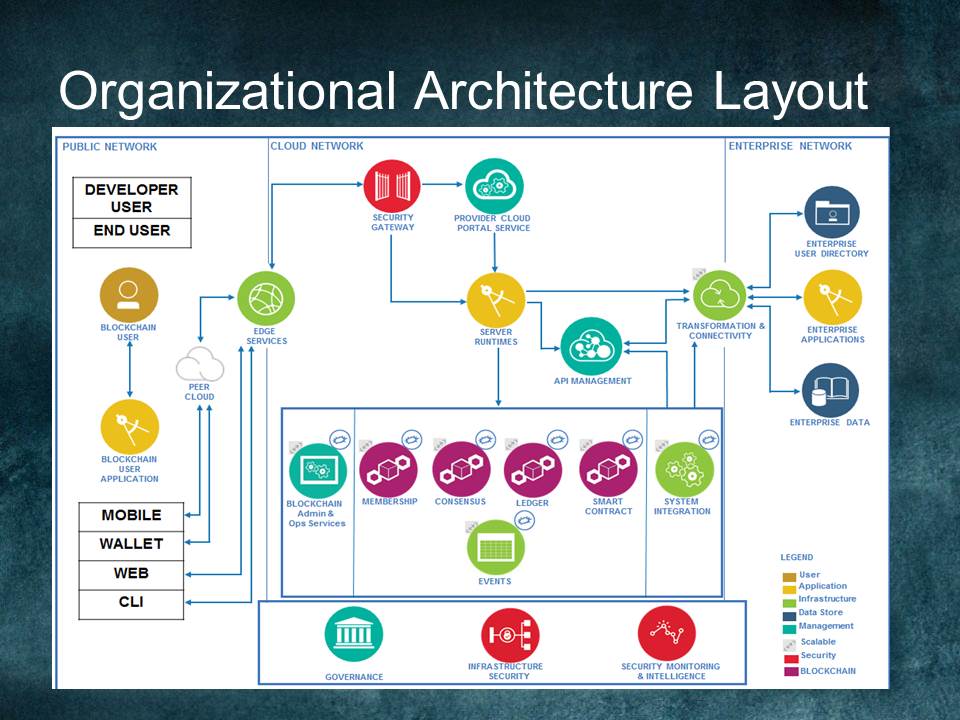 Organizational Architecture Layout
PUBLIC NETWORK
CLOUD NETWORK
ENTERPRISE NETWORK
DEVELOPER
USER
END USER
SECURITY
GATEWAY
PROVIDER CLOUD
PORTAL SERVICE
ENTERPRISE
USER DIRECTORY
BLOCKCHAIN
USER
EDGE
SERVICES
SERVER
RUNTIMES
TRANSFORMATION &
CONNECTIVITY
ENTERPRISE
APPLICATIONS
PEER
CLOUD
API MANAGEMENT
ENTERPRISE DATA
BLOCKCHAIN
USER
APPLICATION
MOBILE
WALLET
WEB
CLI
BLOCKCHAIN
Admin &
Ops Services
MEMBERSHIP
CONSENSUS
LEDGER
SMART
CONTRACT
SYSTEM
INTEGRATION
EVENTS
GOVERNANCE
INFRASTRUCTURE
SECURITY
SECURITY MONITORING
& INTELLIGENCE
LEGEND
User
Application
Infrastructure
Data Store
Management
Scalable
Security
BLOCKCHAIN